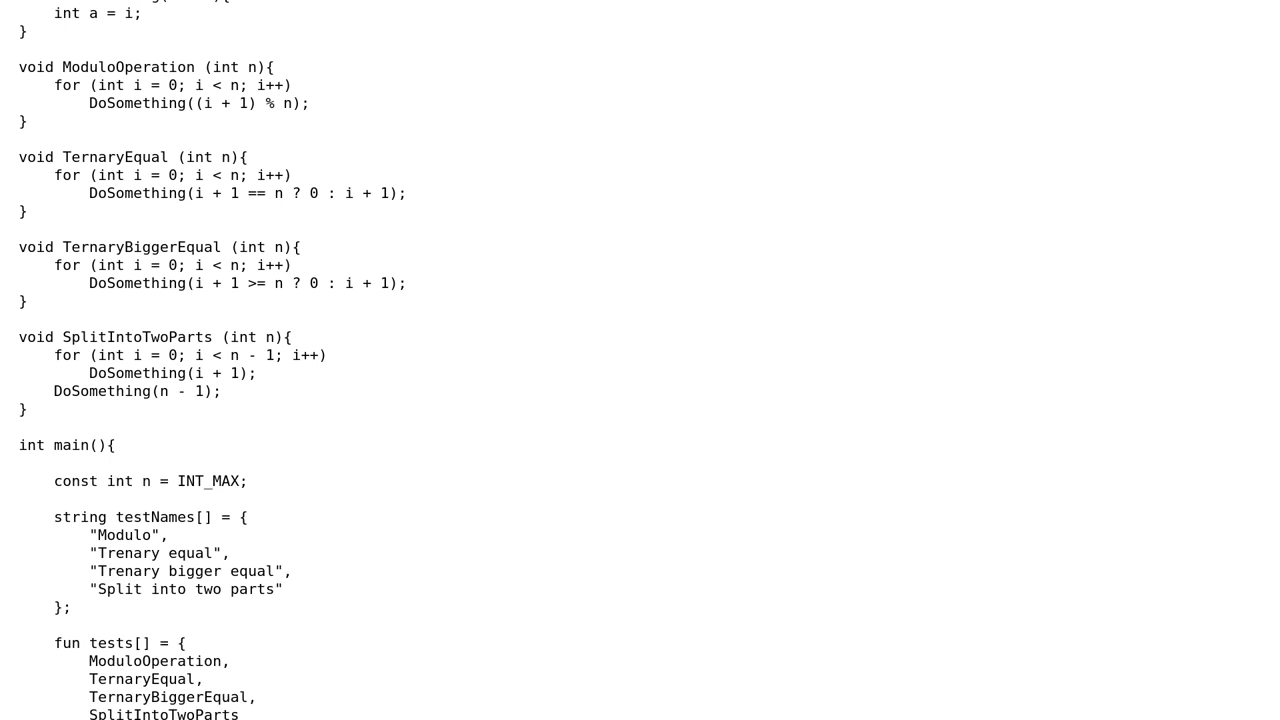 int a = i;
}

void ModuloOperation (int n){
    for (int i = 0; i < n; i++)
        DoSomething((i + 1) % n);
}

void TernaryEqual (int n){
    for (int i = 0; i < n; i++)
        DoSomething(i + 1 == n ? 0 : i + 1);
}

void TernaryBiggerEqual (int n){
    for (int i = 0; i < n; i++)
        DoSomething(i + 1 >= n ? 0 : i + 1);
}

void SplitIntoTwoParts (int n){
    for (int i = 0; i < n - 1; i++)
        DoSomething(i + 1);
    DoSomething(n - 1);
}

int main(){

    const int n = INT_MAX;

    string testNames[] = {
        "Modulo",
        "Trenary equal",
        "Trenary bigger equal",
        "Split into two parts"
    };

    fun tests[] = {
        ModuloOperation,
        TernaryEqual,
        TernaryBiggerEqual,
        SplitIntoTwoParts